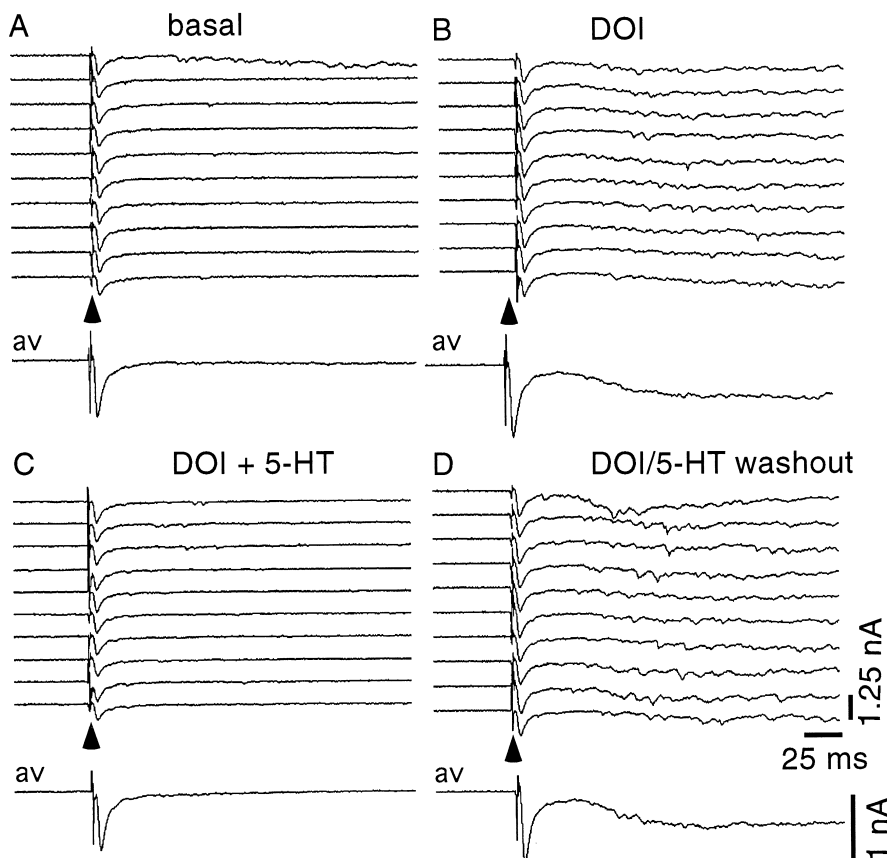 A basal
B DOI
av
av
C DOI + 5-HT
D DOI/5-HT washout
1.25 nA
25 ms
av
av
1 nA